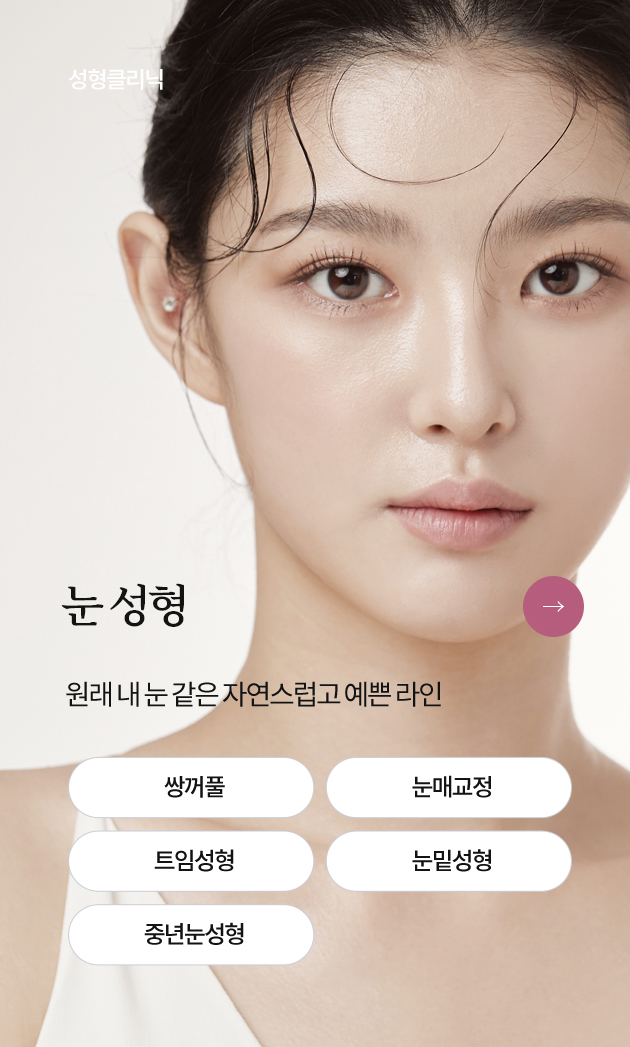 성형클리닉
눈 성형
원래 내 눈 같은 자연스럽고 예쁜 라인
쌍꺼풀
눈매교정
트임성형
눈밑성형
중년눈성형